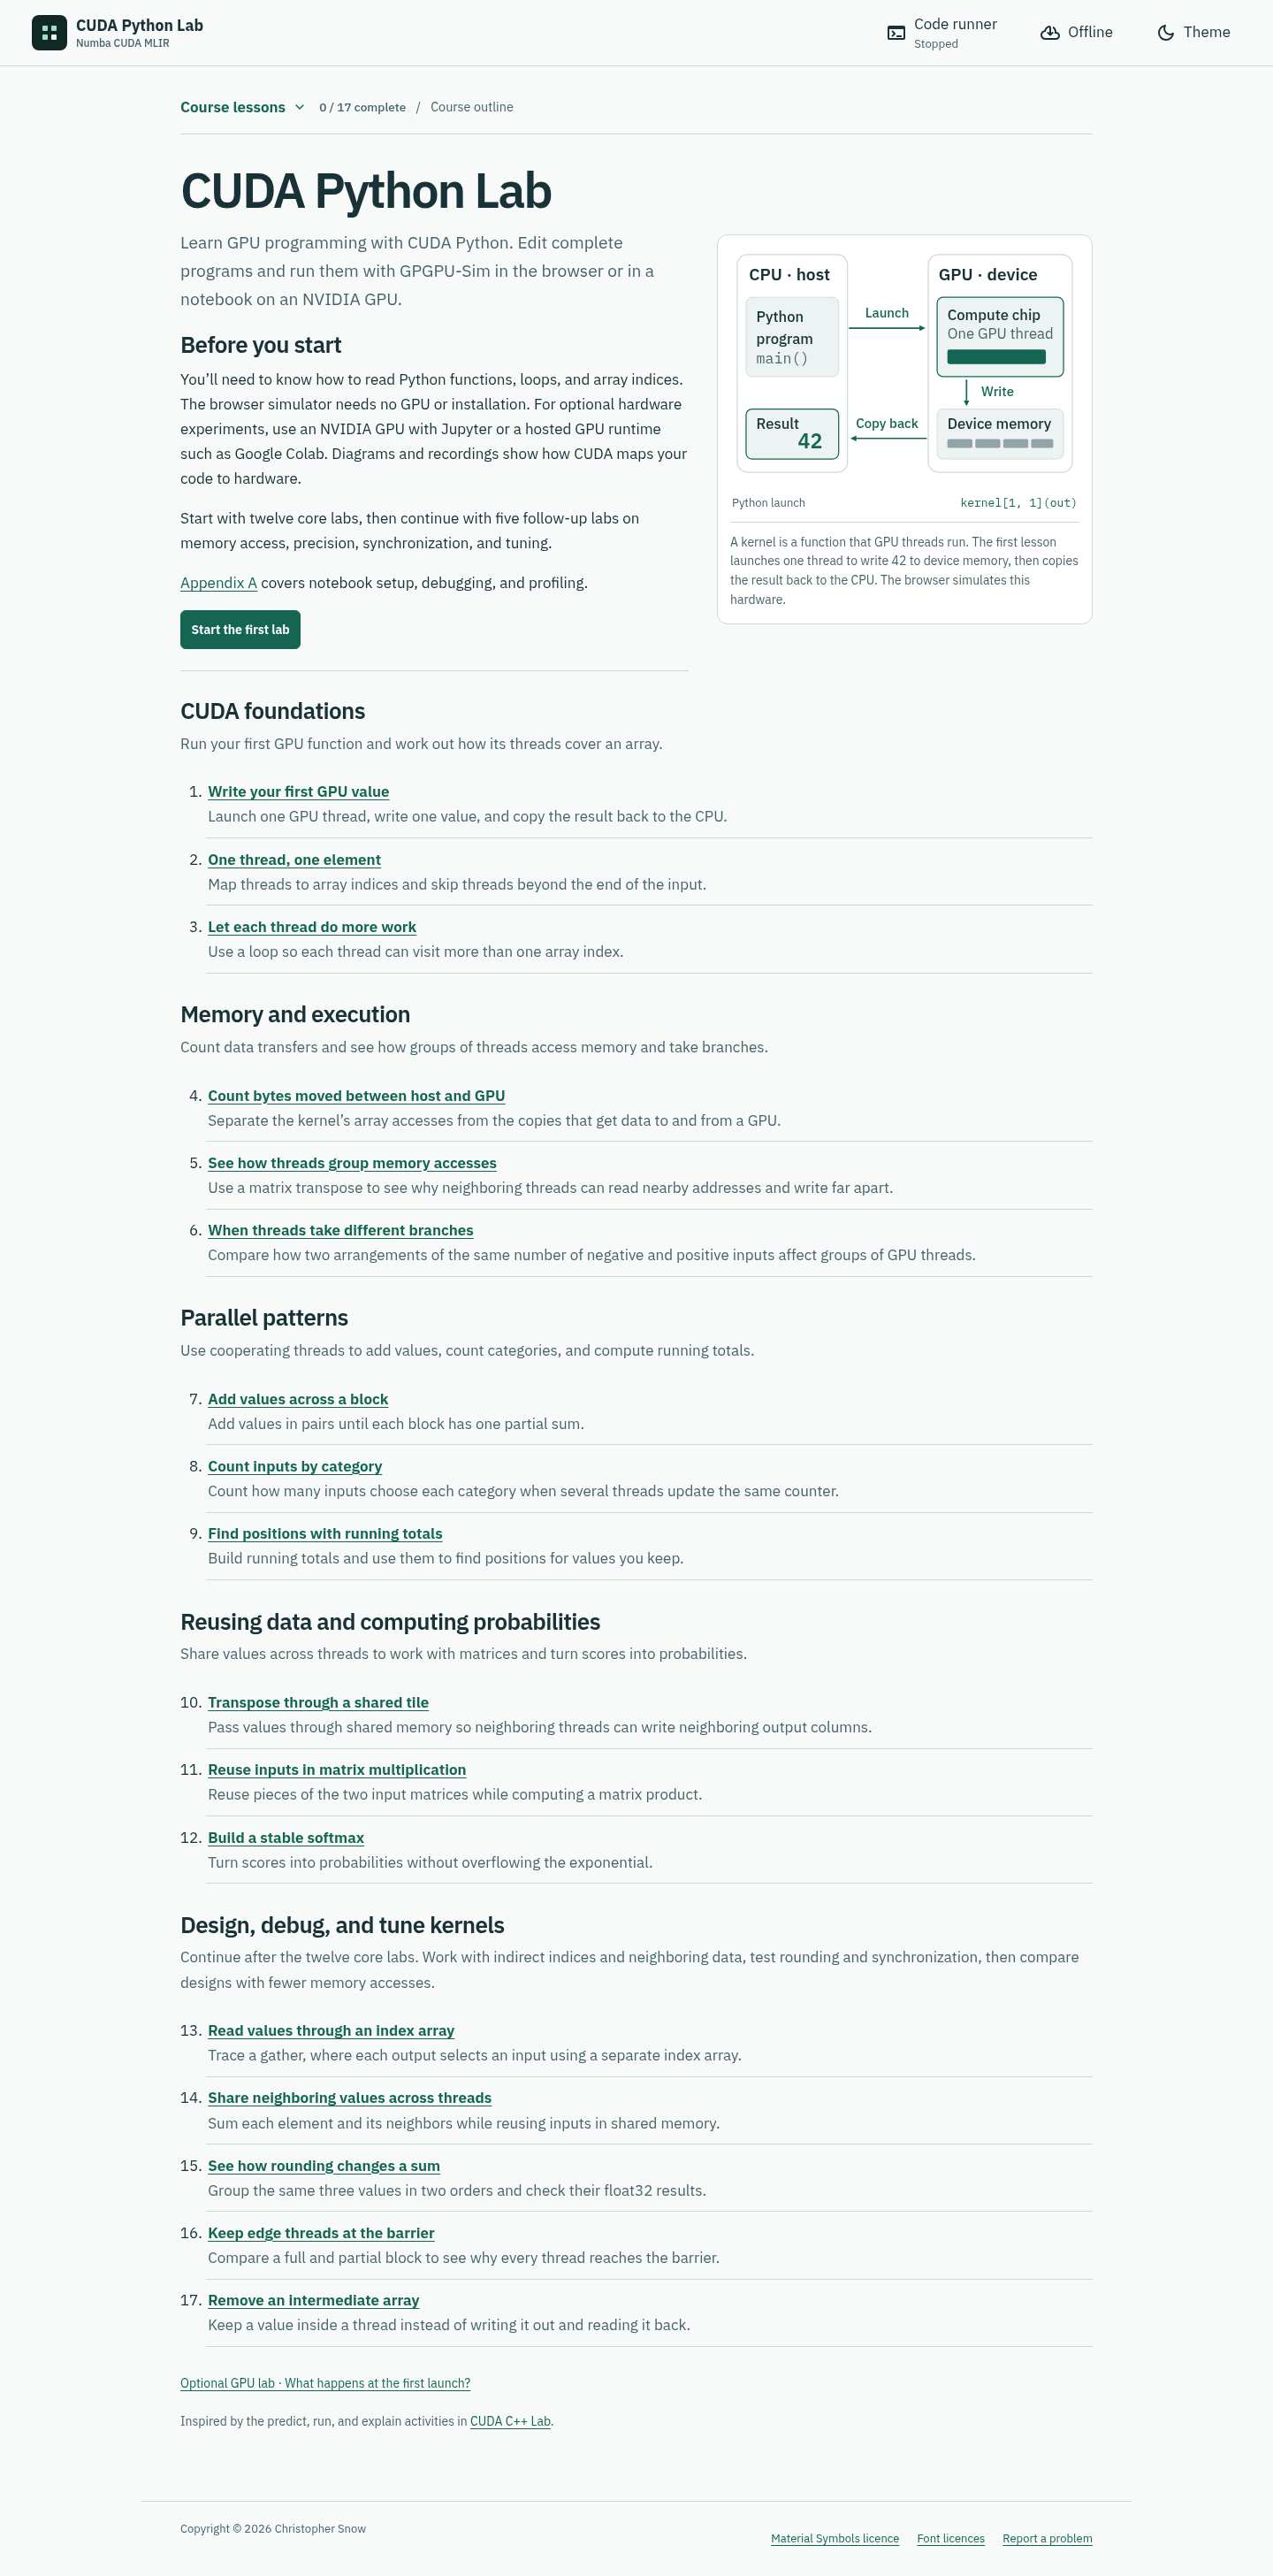 CUDA Python Lab
Numba CUDA MLIR
Code runner
Stopped
Offline
Theme
Course lessons 0 / 17 complete / Course outline
CUDA Python Lab
Learn GPU programming with CUDA Python. Edit complete
programs and run them with GPGPU-Sim in the browser or in a
notebook on an NVIDIA GPU.
Before you start
You’ll need to know how to read Python functions, loops, and array indices.
The browser simulator needs no GPU or installation. For optional hardware
experiments, use an NVIDIA GPU with Jupyter or a hosted GPU runtime
such as Google Colab. Diagrams and recordings show how CUDA maps your
code to hardware.
Start with twelve core labs, then continue with five follow-up labs on
memory access, precision, synchronization, and tuning.
Appendix A covers notebook setup, debugging, and profiling.
Start the first lab
CPU · host
Python
program
main()
Result
42
Launch
Copy back
GPU · device
Compute chip
One GPU thread
Write
Device memory
Python launch
kernel[1, 1](out)
A kernel is a function that GPU threads run. The first lesson
launches one thread to write 42 to device memory, then copies
the result back to the CPU. The browser simulates this
hardware.
CUDA foundations
Run your first GPU function and work out how its threads cover an array.
1. Write your first GPU value
Launch one GPU thread, write one value, and copy the result back to the CPU.
2. One thread, one element
Map threads to array indices and skip threads beyond the end of the input.
3. Let each thread do more work
Use a loop so each thread can visit more than one array index.
Memory and execution
Count data transfers and see how groups of threads access memory and take branches.
4. Count bytes moved between host and GPU
Separate the kernel’s array accesses from the copies that get data to and from a GPU.
5. See how threads group memory accesses
Use a matrix transpose to see why neighboring threads can read nearby addresses and write far apart.
6. When threads take different branches
Compare how two arrangements of the same number of negative and positive inputs affect groups of GPU threads.
Parallel patterns
Use cooperating threads to add values, count categories, and compute running totals.
7. Add values across a block
Add values in pairs until each block has one partial sum.
8. Count inputs by category
Count how many inputs choose each category when several threads update the same counter.
9. Find positions with running totals
Build running totals and use them to find positions for values you keep.
Reusing data and computing probabilities
Share values across threads to work with matrices and turn scores into probabilities.
10. Transpose through a shared tile
Pass values through shared memory so neighboring threads can write neighboring output columns.
11. Reuse inputs in matrix multiplication
Reuse pieces of the two input matrices while computing a matrix product.
12. Build a stable softmax
Turn scores into probabilities without overflowing the exponential.
Design, debug, and tune kernels
Continue after the twelve core labs. Work with indirect indices and neighboring data, test rounding and synchronization, then compare
designs with fewer memory accesses.
13. Read values through an index array
Trace a gather, where each output selects an input using a separate index array.
14. Share neighboring values across threads
Sum each element and its neighbors while reusing inputs in shared memory.
15. See how rounding changes a sum
Group the same three values in two orders and check their float32 results.
16. Keep edge threads at the barrier
Compare a full and partial block to see why every thread reaches the barrier.
17. Remove an intermediate array
Keep a value inside a thread instead of writing it out and reading it back.
Optional GPU lab · What happens at the first launch?
Inspired by the predict, run, and explain activities in CUDA C++ Lab.
Copyright © 2026 Christopher Snow
Material Symbols licence Font licences Report a problem